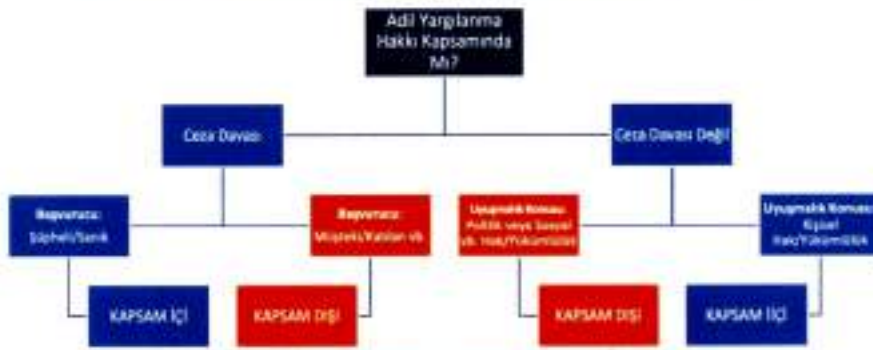 Adil Yargılanma
Hakkı Kapsamında
Mı?
Ceza Davası
Ceza Davası Değil
Başvurucu:
Şüpheli/Sanık
Başvurucu:
Müşteki/Katılan vb.
Uyuşmazlık Konusu:
Politik veya Sosyal
vb. Hak/Yükümlülük
Uyuşmazlık Konusu:
Kişisel
Hak/Yükümlülük
KAPSAM İÇİ
KAPSAM DIŞI
KAPSAM DIŞI
KAPSAM İÇİ